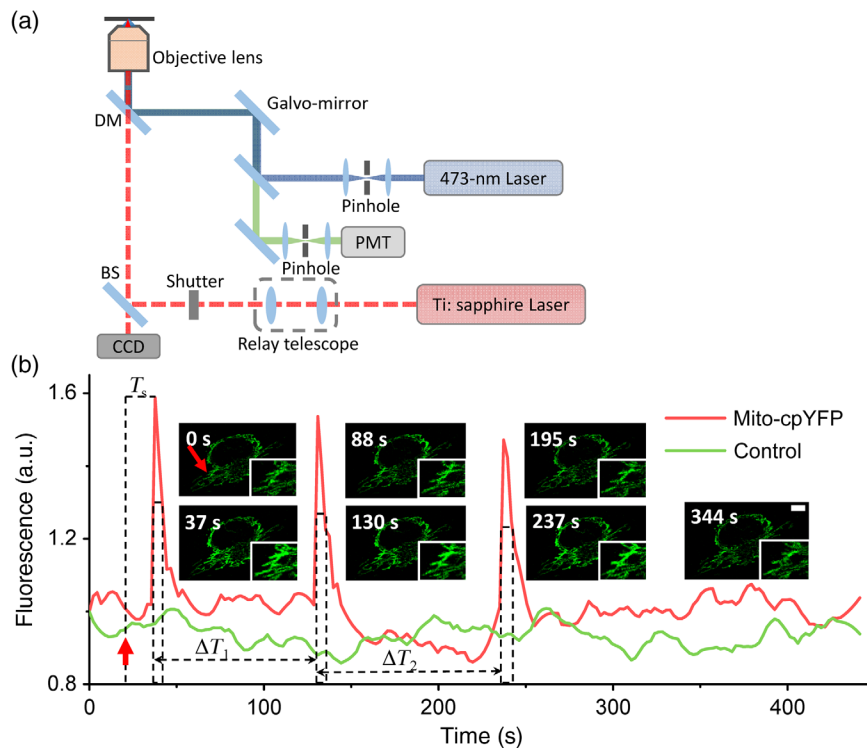 (a)
Objective lens
Galvo-mirror
DM
473-nm Laser
Pinhole
PMT
Pinhole
BS
Shutter
Ti: sapphire Laser
Relay telescope
CCD
(b)
1.6
1.2
0.8
Fluorescence (a.u.)
Tₛ
0 s
88 s
195 s
37 s
130 s
237 s
344 s
Mito-cpYFP
Control
ΔT₁
ΔT₂
0
100
200
300
400
Time (s)